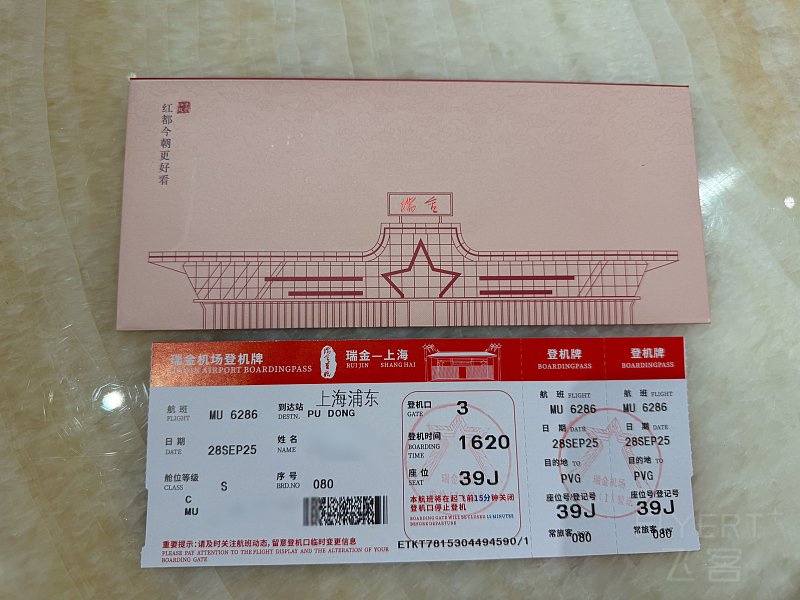 红都今朝更好看
瑞金
瑞金机场登机牌
RUIJIN AIRPORT BOARDINGPASS
瑞金—上海
RUI JIN SHANG HAI
登机牌
BOARDINGPASS
登机牌
BOARDINGPASS
航 班
GATE
MU 6286
到达站
DESTN.
上海浦东
PU DONG
日 期
DATE
28SEP25
姓 名
NAME
舱位等级
CLASS
S
序 号
BRD.NO
080
C
MU
登机口
GATE
3
登机时间
BOARDING
TIME
1620
座 位
SEAT
39J
本航班将在起飞前15分钟关闭
登机口停止登机
BOARDING GATE WILL BE CLOSED 15 MINUTES
BEFORE DEPARTURE
重要提示：请及时关注航班动态，留意登机口临时变更信息
PLEASE PAY ATTENTION TO THE FLIGHT DISPLAY AND THE ALTERATION OF YOUR
BOARDING GATE
ETKT7815304494590/1
航 班 FLIGHT
MU 6286
日 期 DATE
28SEP25
目的地 TO
PVG
座位号/登记号
39J
常旅客
080
航 班 FLIGHT
MU 6286
日 期 DATE
28SEP25
目的地 TO
PVG
座位号/登记号
39J
常旅客
080
瑞金机场